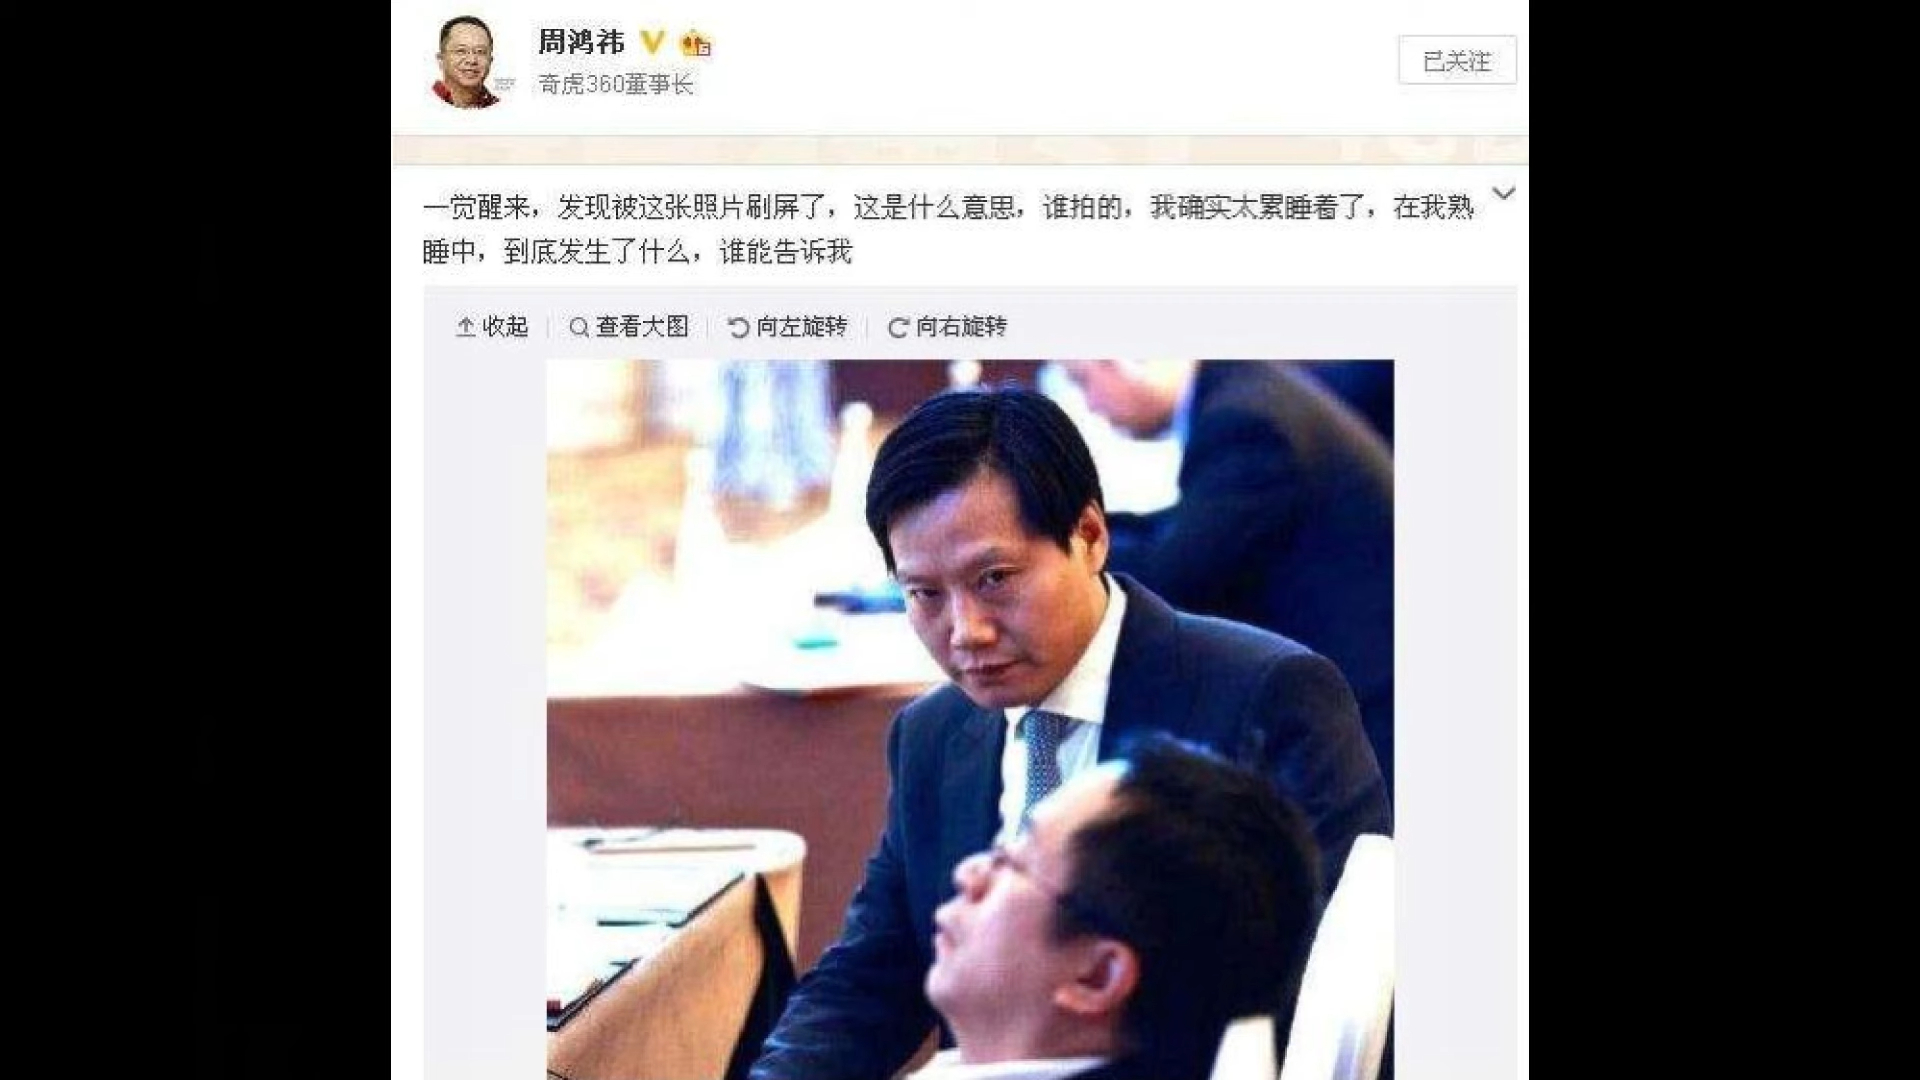 周鸿祎
奇虎360董事长
已关注
一觉醒来，发现被这张照片刷屏了，这是什么意思，谁拍的，我确实太累睡着了，在我熟
睡中，到底发生了什么，谁能告诉我
收起
查看大图
向左旋转
向右旋转